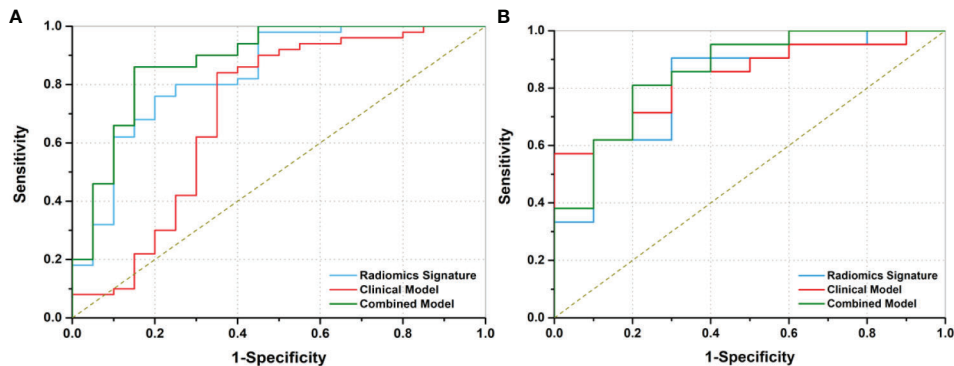 A
1.0
0.8
0.6
0.4
0.2
0.0
Sensitivity
0.0 0.2 0.4 0.6 0.8 1.0
1-Specificity
Radiomics Signature
Clinical Model
Combined Model
B
1.0
0.8
0.6
0.4
0.2
0.0
Sensitivity
0.0 0.2 0.4 0.6 0.8 1.0
1-Specificity
Radiomics Signature
Clinical Model
Combined Model